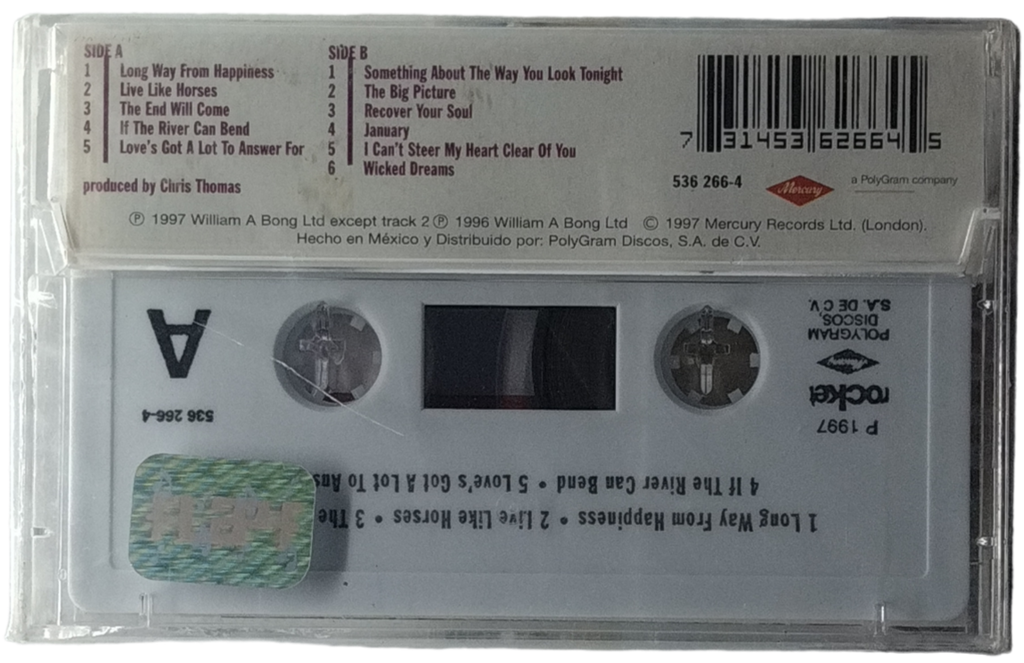 SIDE A
1 Long Way From Happiness
2 Live Like Horses
3 The End Will Come
4 If The River Can Bend
5 Love's Got A Lot To Answer For
produced by Chris Thomas
SIDE B
1 Something About The Way You Look Tonight
2 The Big Picture
3 Recover Your Soul
4 January
5 I Can't Steer My Heart Clear Of You
6 Wicked Dreams
7 31453 62664 5
536 266-4
Mercury
a PolyGram company
℗ 1997 William A Bong Ltd except track 2 ℗ 1996 William A Bong Ltd © 1997 Mercury Records Ltd. (London).
Hecho en México y Distribuido por: PolyGram Discos, S.A. de C.V.
1 Long Way From Happiness • 2 Live Like Horses • 3 The
4 If The River Can Bend • 5 Love's Got A Lot To Ans
P 1997
rocket
Mercury
POLYGRAM
DISCOS,
S.A. DE C.V.
536 266-4
A